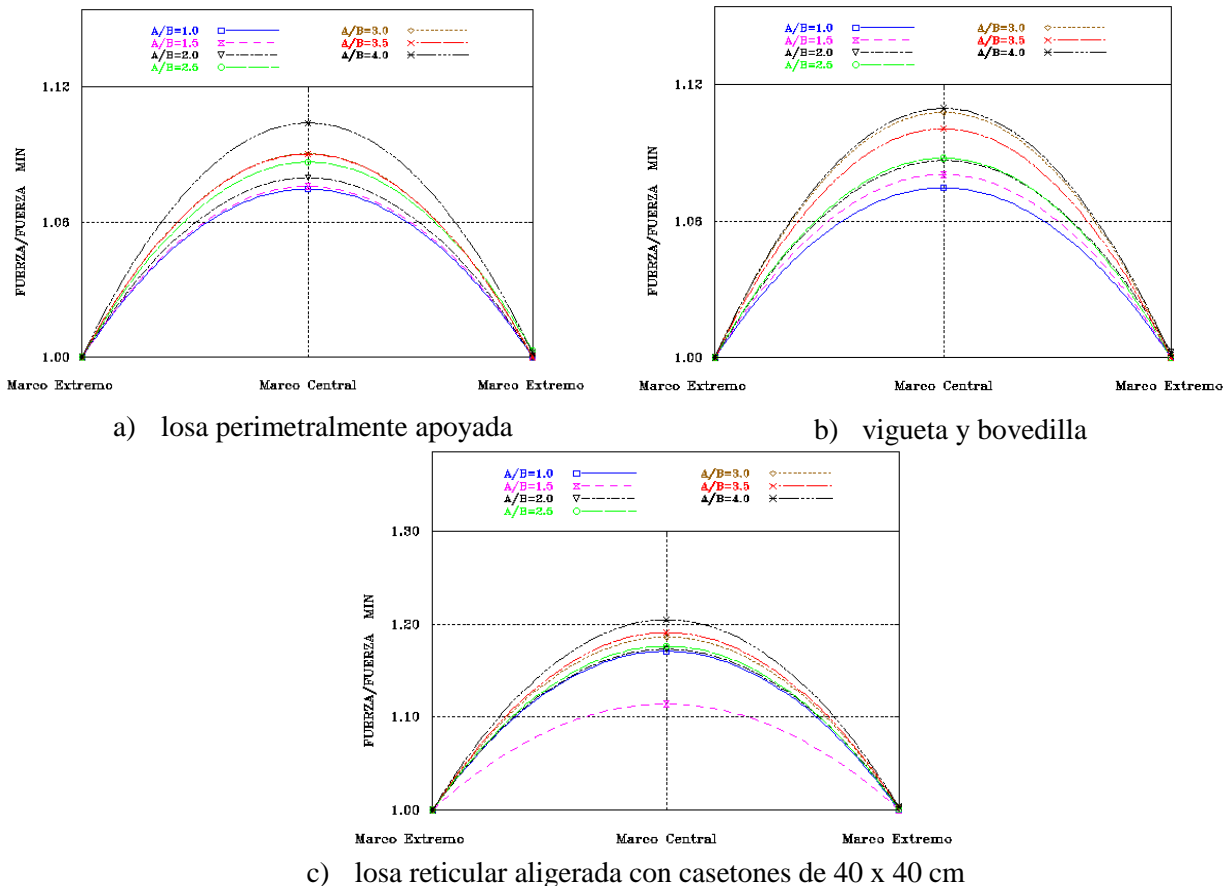 A/B=1.0 A/B=3.0
A/B=1.5 A/B=3.5
A/B=2.0 A/B=4.0
A/B=2.5
1.12
1.06
1.00
FUERZA/FUERZA MIN
Marco Extremo Marco Central Marco Extremo
a) losa perimetralmente apoyada
A/B=1.0 A/B=3.0
A/B=1.5 A/B=3.5
A/B=2.0 A/B=4.0
A/B=2.5
1.12
1.06
1.00
FUERZA/FUERZA MIN
Marco Extremo Marco Central Marco Extremo
b) vigueta y bovedilla
A/B=1.0 A/B=3.0
A/B=1.5 A/B=3.5
A/B=2.0 A/B=4.0
A/B=2.5
1.30
1.20
1.10
1.00
FUERZA/FUERZA MIN
Marco Extremo Marco Central Marco Extremo
c) losa reticular aligerada con casetones de 40 x 40 cm